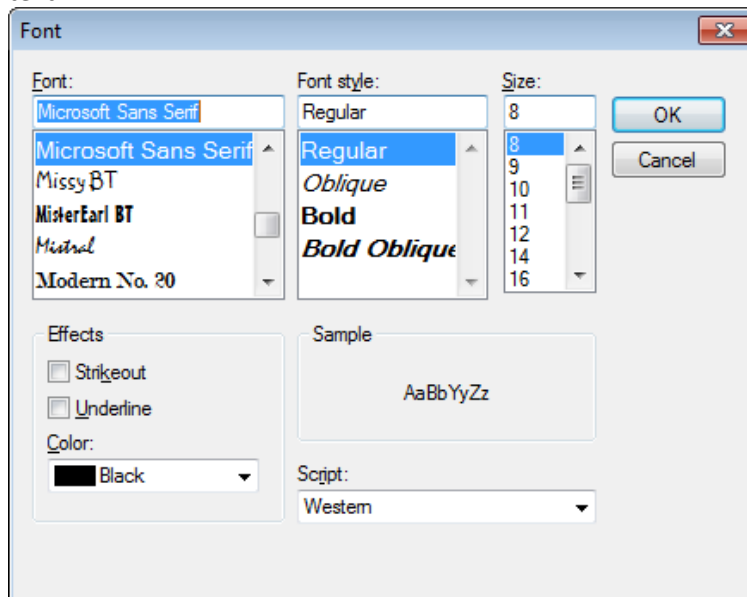 Font
Font: Font style: Size:
Microsoft Sans Serif Regular 8
OK
Cancel
Microsoft Sans Serif
Missy BT
MisterEarl BT
Mistral
Modern No. 20
Regular
Oblique
Bold
Bold Oblique
8
9
10
11
12
14
16
Effects
Strikeout
Underline
Color:
Black
Sample
AaBbYyZz
Script:
Western